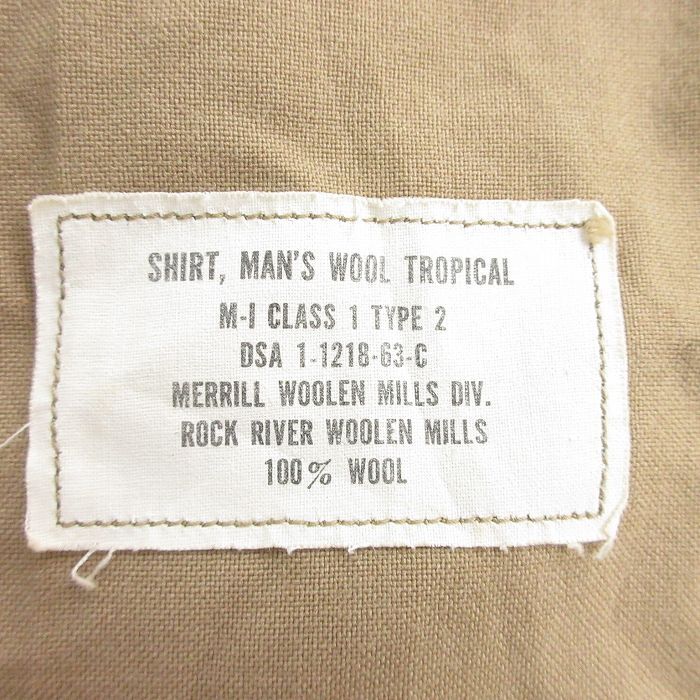 SHIRT, MAN'S WOOL TROPICAL
M-I CLASS 1 TYPE 2
DSA 1-1218-63-C
MERRILL WOOLEN MILLS DIV.
ROCK RIVER WOOLEN MILLS
100% WOOL